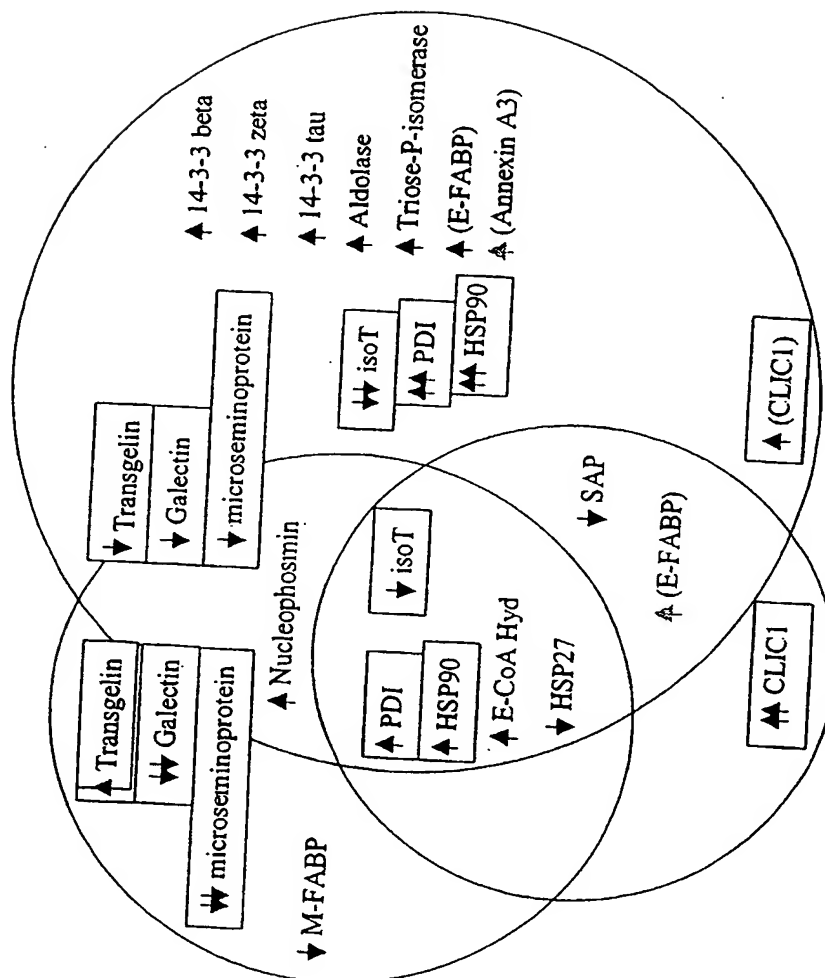 Transgelin
Galectin
microseminoprotein
M-FABP
Nucleophosmin
Transgelin
Galectin
microseminoprotein
14-3-3 beta
14-3-3 zeta
14-3-3 tau
Aldolase
Triose-P-isomerase
(E-FABP)
(Annexin A3)
isoT
PDI
HSP90
isoT
PDI
HSP90
E-CoA Hyd
HSP27
SAP
(E-FABP)
CLIC1
(CLIC1)